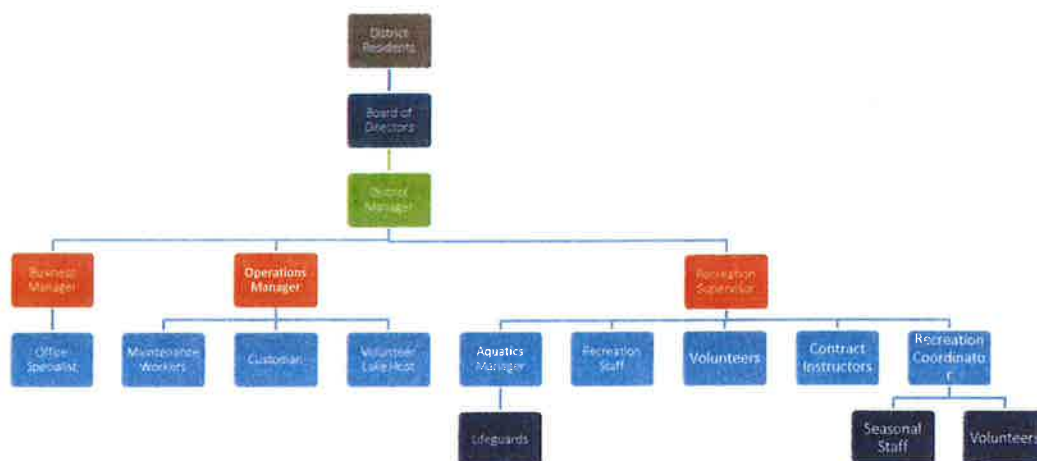 District
Residents
Board of
Directors
District
Manager
Business
Manager
Operations
Manager
Recreation
Supervisor
Office
Specialist
Maintenance
Workers
Custodian
Volunteer
Lake Host
Aquatics
Manager
Recreation
Staff
Volunteers
Contract
Instructors
Recreation
Coordinato
r
Lifeguards
Seasonal
Staff
Volunteers